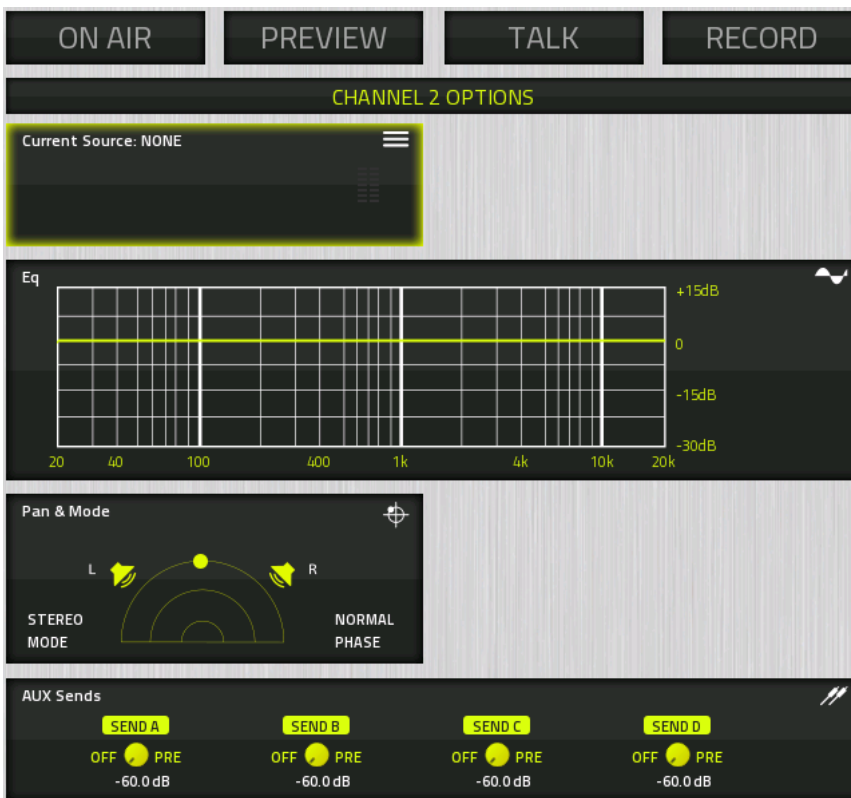 ON AIR PREVIEW TALK RECORD
CHANNEL 2 OPTIONS
Current Source: NONE
Eq
+15dB
0
-15dB
-30dB
20 40 100 400 1k 4k 10k 20k
Pan & Mode
L R
STEREO NORMAL
MODE PHASE
AUX Sends
SEND A SEND B SEND C SEND D
OFF PRE OFF PRE OFF PRE OFF PRE
-60.0 dB -60.0 dB -60.0 dB -60.0 dB